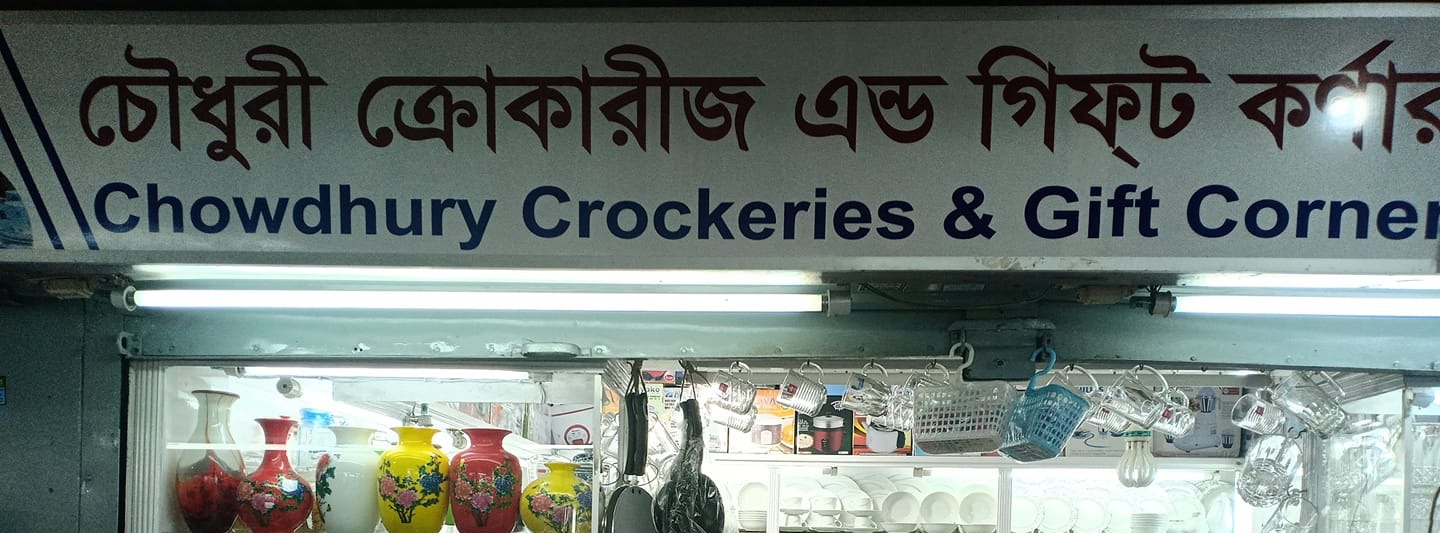 চৌধুরী ক্রোকারীজ এন্ড গিফ্‌ট কর্ণার
Chowdhury Crockeries & Gift Corner